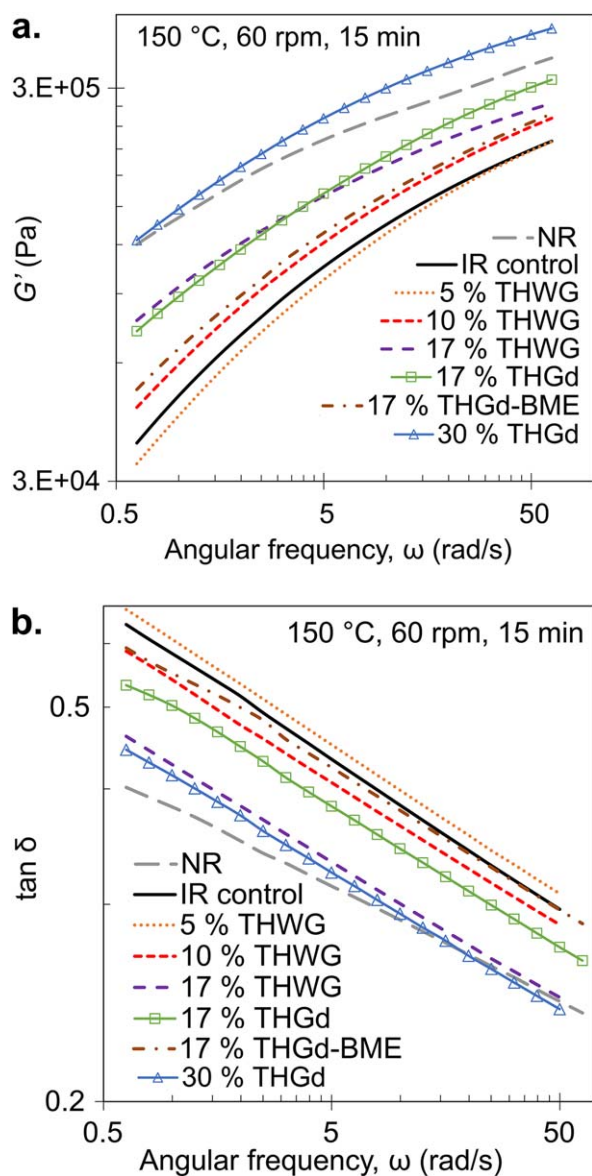 a.
150 °C, 60 rpm, 15 min
3.E+05
G’ (Pa)
NR
IR control
5 % THWG
10 % THWG
17 % THWG
17 % THGd
17 % THGd-BME
30 % THGd
3.E+04
0.5
5
50
Angular frequency, ω (rad/s)
b.
150 °C, 60 rpm, 15 min
0.5
tan δ
NR
IR control
5 % THWG
10 % THWG
17 % THWG
17 % THGd
17 % THGd-BME
30 % THGd
0.2
0.5
5
50
Angular frequency, ω (rad/s)